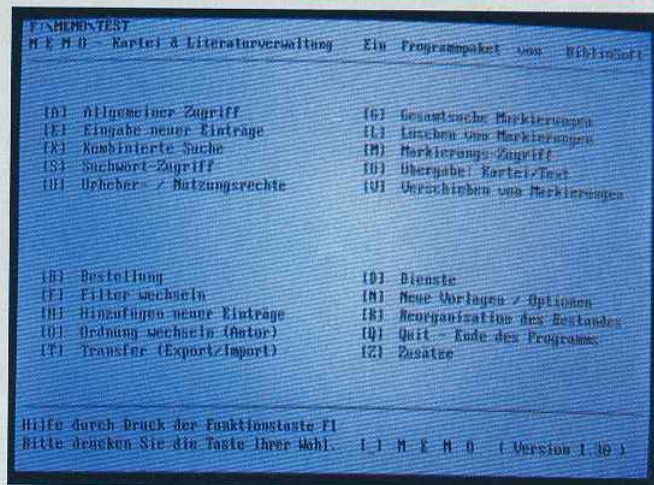 F:\MEMO\TEST
M E M O - Kartei & Literaturverwaltung Ein Programmpaket von BiblioSoft
[A] Allgemeiner Zugriff
[E] Eingabe neuer Einträge
[K] Kombinierte Suche
[S] Suchwort-Zugriff
[U] Urheber- / Nutzungsrechte
[G] Gesamtsuche Markierungen
[L] Löschen von Markierungen
[M] Markierungs-Zugriff
[Ü] Übergabe: Kartei/Text
[V] Verschieben von Markierungen
[B] Bestellung
[F] Filter wechseln
[H] Hinzufügen neuer Einträge
[O] Ordnung wechseln (Autor)
[T] Transfer (Export/Import)
[D] Dienste
[N] Neue Vorlagen / Optionen
[R] Reorganisation des Bestandes
[Q] Quit - Ende des Programms
[Z] Zusätze
Hilfe durch Druck der Funktionstaste F1
Bitte drücken Sie die Taste Ihrer Wahl. [ ] M E M O ( Version 1.30 )